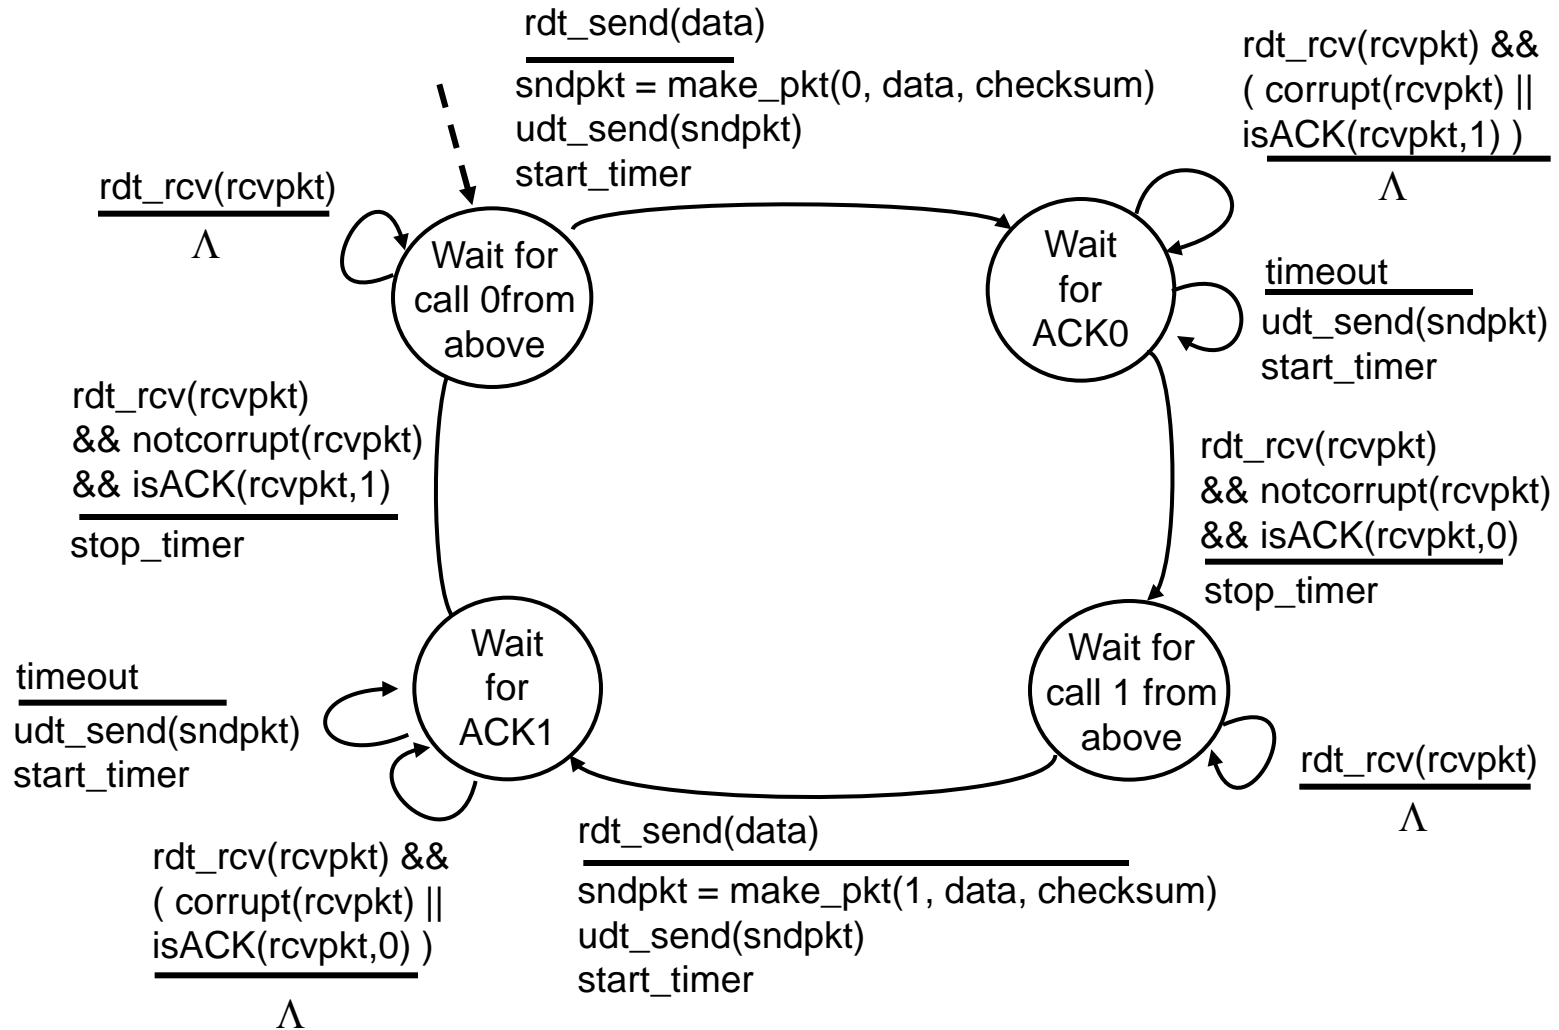 rdt_send(data)
sndpkt = make_pkt(0, data, checksum)
udt_send(sndpkt)
start_timer
rdt_rcv(rcvpkt) &&
( corrupt(rcvpkt) ||
isACK(rcvpkt,1) )
Λ
rdt_rcv(rcvpkt)
Λ
Wait for
call 0from
above
Wait
for
ACK0
timeout
udt_send(sndpkt)
start_timer
rdt_rcv(rcvpkt)
&& notcorrupt(rcvpkt)
&& isACK(rcvpkt,1)
stop_timer
rdt_rcv(rcvpkt)
&& notcorrupt(rcvpkt)
&& isACK(rcvpkt,0)
stop_timer
Wait
for
ACK1
Wait for
call 1 from
above
timeout
udt_send(sndpkt)
start_timer
rdt_rcv(rcvpkt)
Λ
rdt_rcv(rcvpkt) &&
( corrupt(rcvpkt) ||
isACK(rcvpkt,0) )
Λ
rdt_send(data)
sndpkt = make_pkt(1, data, checksum)
udt_send(sndpkt)
start_timer